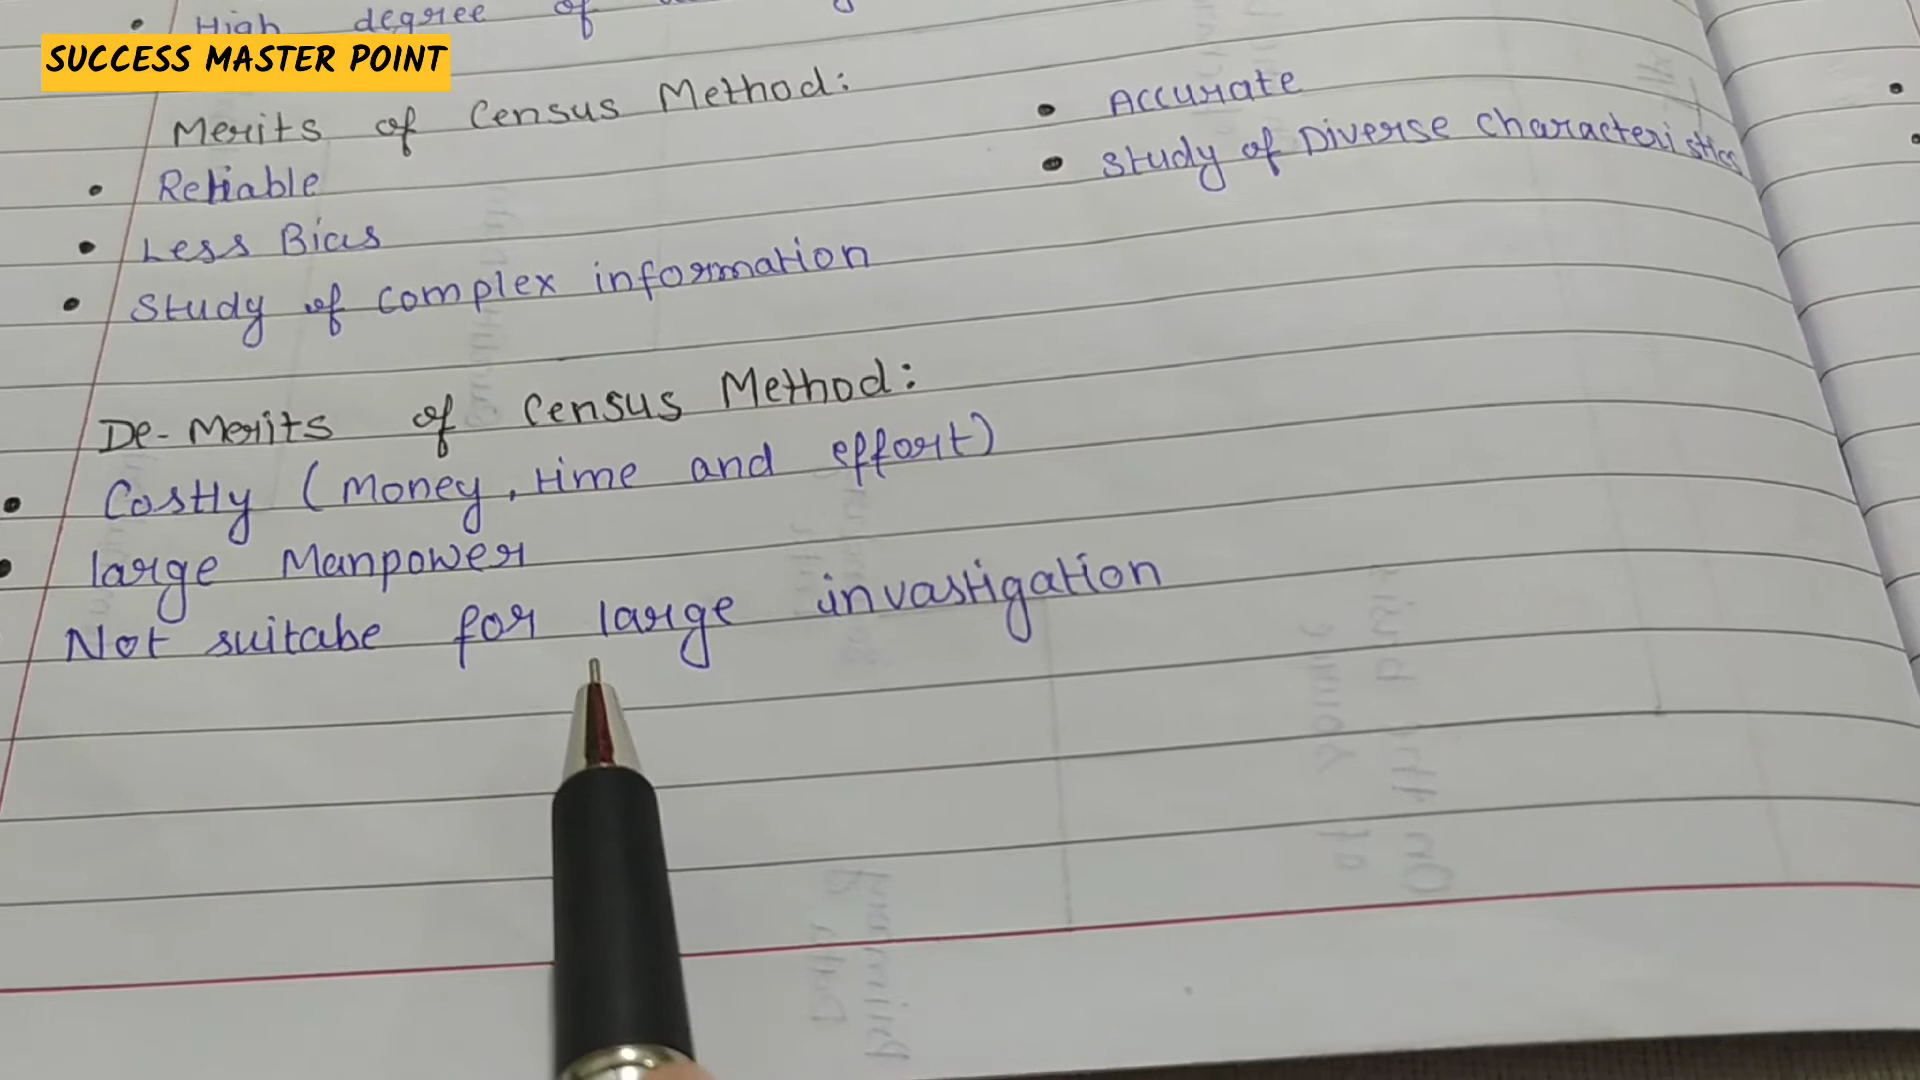 High degree of
SUCCESS MASTER POINT
Merits of Census Method:
• Reliable
• Less Bias
• Study of complex information
• Accurate
• Study of Diverse characteristics
De-Merits of Census Method:
• Costly (Money, time and effort)
• large Manpower
Not suitabe for large invastigation